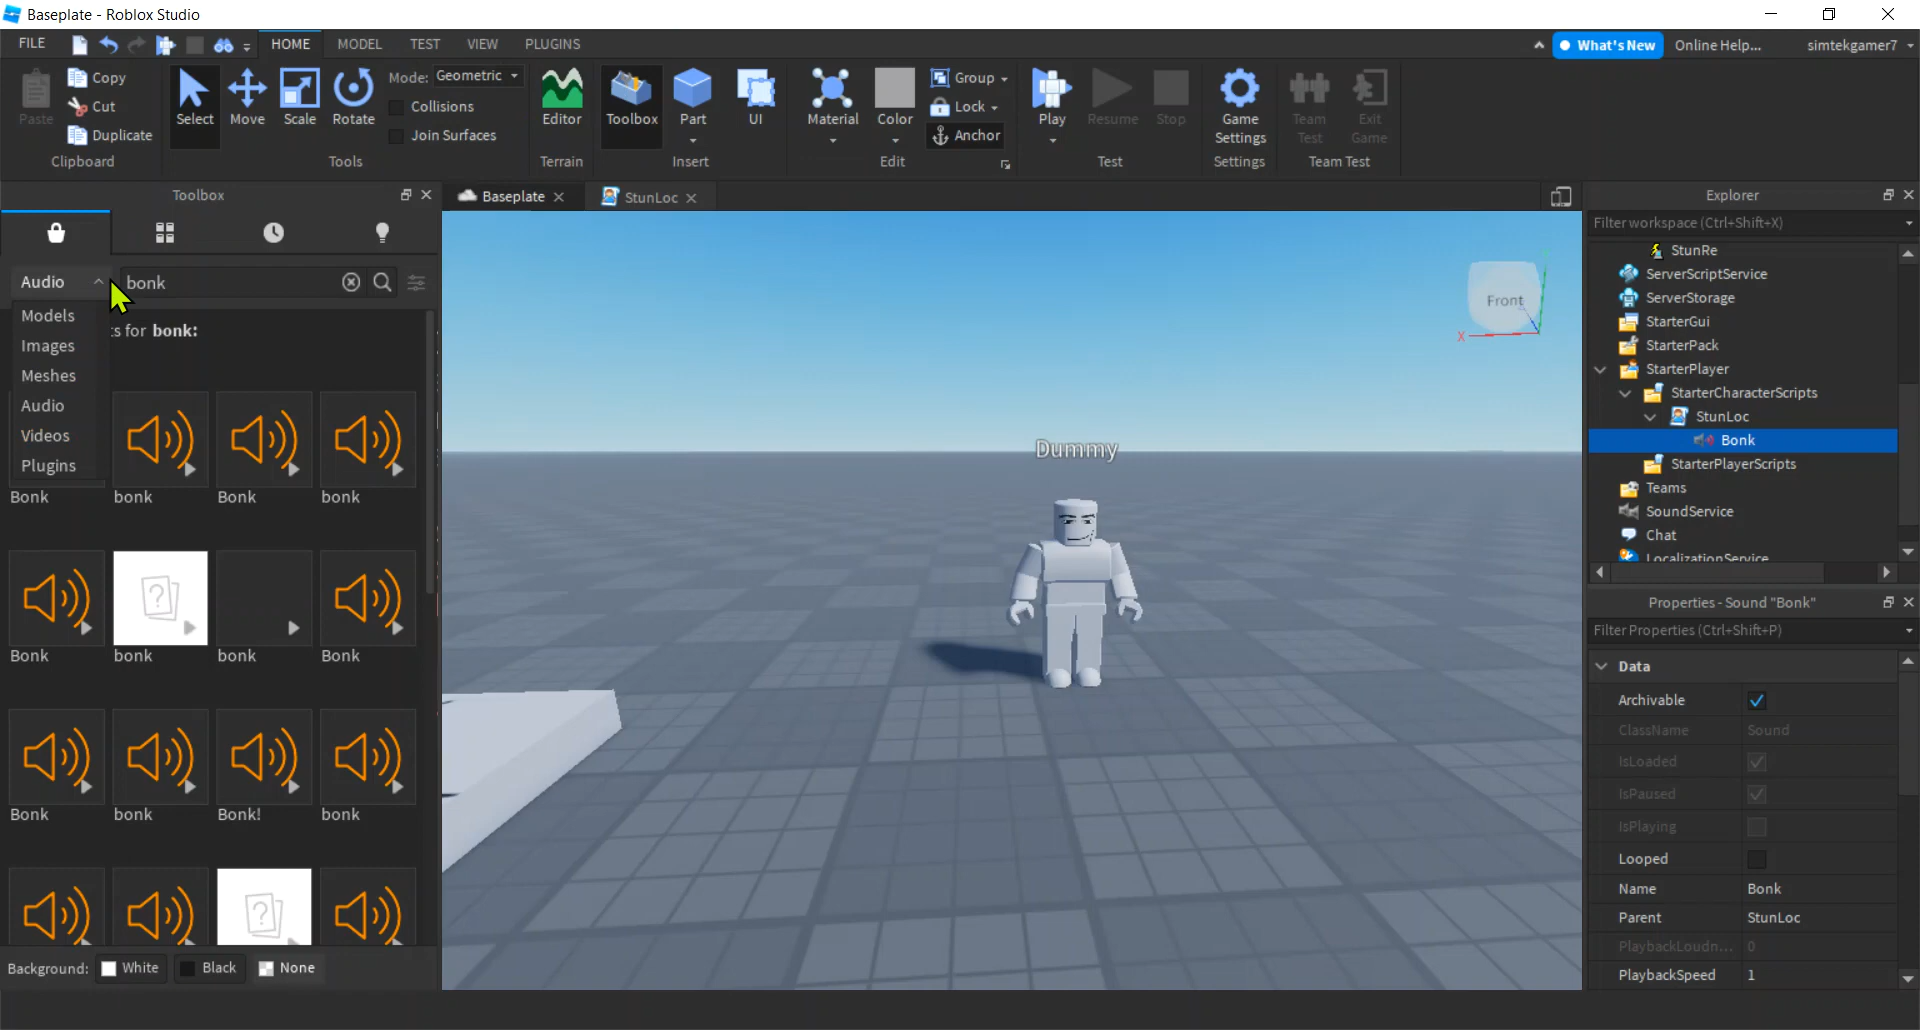 Baseplate - Roblox Studio
FILE
HOME
MODEL
TEST
VIEW
PLUGINS
What's New
Online Help...
simtekgamer7
Paste
Copy
Cut
Duplicate
Clipboard
Select
Move
Scale
Rotate
Mode: Geometric
Collisions
Join Surfaces
Tools
Editor
Terrain
Toolbox
Part
UI
Insert
Material
Color
Group
Lock
Anchor
Edit
Play
Resume
Stop
Test
Game
Settings
Settings
Team
Test
Exit
Game
Team Test
Toolbox
Audio
bonk
Models
Images
Meshes
Audio
Videos
Plugins
s for bonk:
Bonk
bonk
Bonk
bonk
Bonk
bonk
bonk
Bonk
Bonk
bonk
Bonk!
bonk
Background:
White
Black
None
Baseplate
StunLoc
Front
X
Dummy
Explorer
Filter workspace (Ctrl+Shift+X)
StunRe
ServerScriptService
ServerStorage
StarterGui
StarterPack
StarterPlayer
StarterCharacterScripts
StunLoc
Bonk
StarterPlayerScripts
Teams
SoundService
Chat
LocalizationService
Properties - Sound "Bonk"
Filter Properties (Ctrl+Shift+P)
Data
Archivable
ClassName Sound
IsLoaded
IsPaused
IsPlaying
Looped
Name Bonk
Parent StunLoc
PlaybackLoudn... 0
PlaybackSpeed 1